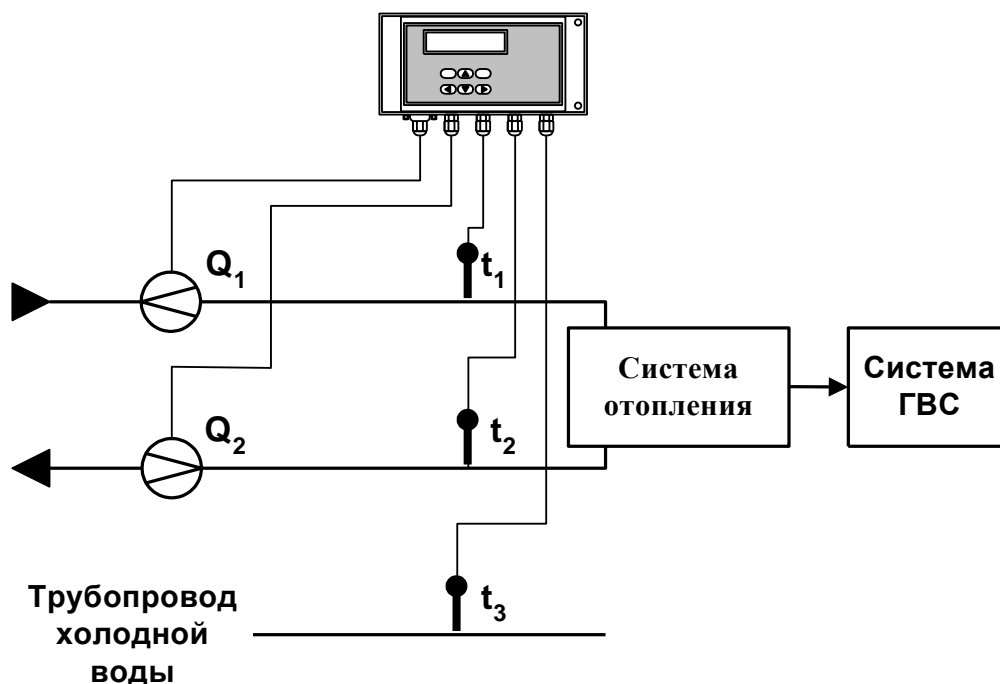 Q1
t1
Система
отопления
Система
ГВС
Q2
t2
Трубопровод
холодной
воды
t3